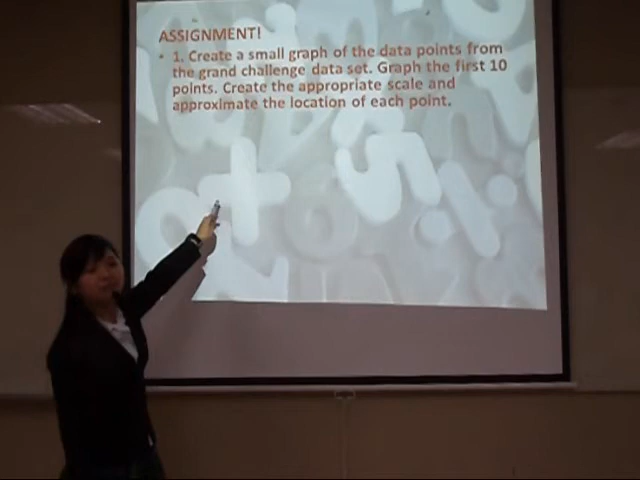 ASSIGNMENT!
• 1. Create a small graph of the data points from
the grand challenge data set. Graph the first 10
points. Create the appropriate scale and
approximate the location of each point.